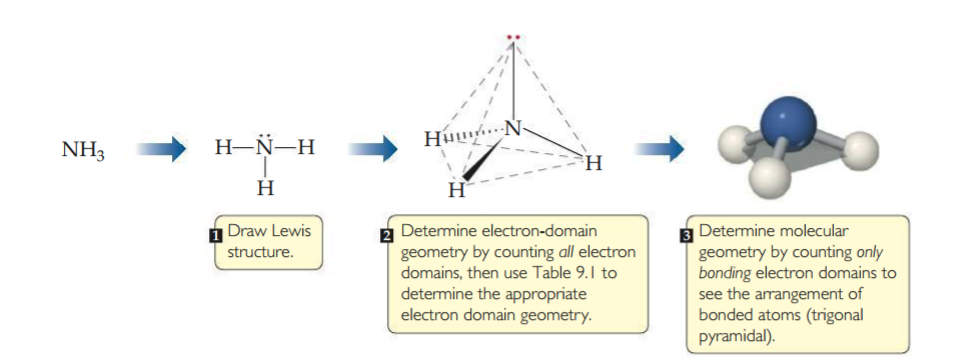 NH3
H—N̈—H
H
N
H
H
H
1 Draw Lewis
structure.
2 Determine electron-domain
geometry by counting all electron
domains, then use Table 9.1 to
determine the appropriate
electron domain geometry.
3 Determine molecular
geometry by counting only
bonding electron domains to
see the arrangement of
bonded atoms (trigonal
pyramidal).